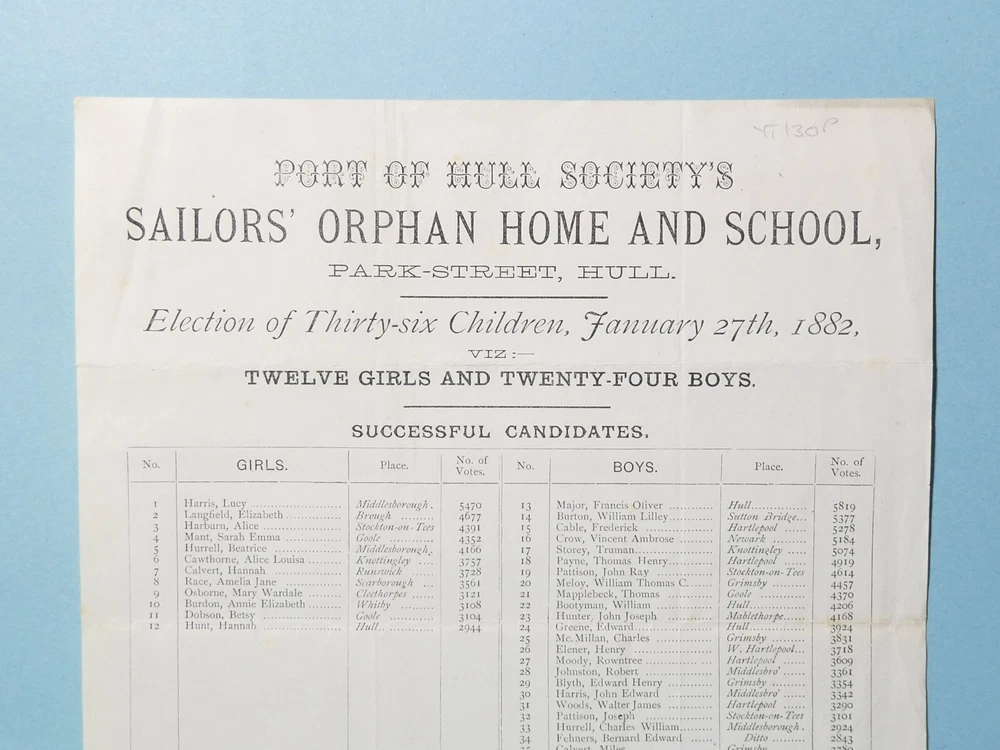 YT130P
PORT OF HULL SOCIETY'S
SAILORS' ORPHAN HOME AND SCHOOL,
PARK-STREET, HULL.
Election of Thirty-six Children, January 27th, 1882,
VIZ :—
TWELVE GIRLS AND TWENTY-FOUR BOYS.
SUCCESSFUL CANDIDATES.
No. GIRLS. Place. No. of Votes. No. BOYS. Place. No. of Votes.
1 Harris, Lucy Middlesborough. 5470 13 Major, Francis Oliver Hull 5819
2 Langfield, Elizabeth Brough 4677 14 Burton, William Lilley Sutton Bridge 5377
3 Harburn, Alice Stockton-on-Tees 4391 15 Cable, Frederick Hartlepool 5278
4 Mant, Sarah Emma Goole 4352 16 Crow, Vincent Ambrose Newark 5184
5 Hurrell, Beatrice Middlesborough. 4166 17 Storey, Truman Knottingley 5074
6 Cawthorne, Alice Louisa Knottingley 3757 18 Payne, Thomas Henry Hartlepool 4919
7 Calvert, Hannah Runswick 3728 19 Pattison, John Ray Stockton-on-Tees 4614
8 Race, Amelia Jane Scarborough 3561 20 Meloy, William Thomas C. Grimsby 4457
9 Osborne, Mary Wardale Cleethorpes 3121 21 Mapplebeck, Thomas Goole 4370
10 Burdon, Annie Elizabeth Whitby 3108 22 Bootyman, William Hull 4206
11 Dobson, Betsy Goole 3104 23 Hunter, John Joseph Mablethorpe 4168
12 Hunt, Hannah Hull 2944 24 Greene, Edward Hull 3924
25 Mc.Millan, Charles Grimsby 3831
26 Elener, Henry W. Hartlepool 3718
27 Moody, Rowntree Hartlepool 3609
28 Johnston, Robert Middlesbro' 3361
29 Blyth, Edward Henry Grimsby 3354
30 Harris, John Edward Middlesbro' 3342
31 Woods, Walter James Hartlepool 3290
32 Pattison, Joseph Stockton-on-Tees 3101
33 Hurrell, Charles William Middlesborough. 2924
34 Fehners, Bernard Edward Ditto 2843
Calvert, Miles Grimsby